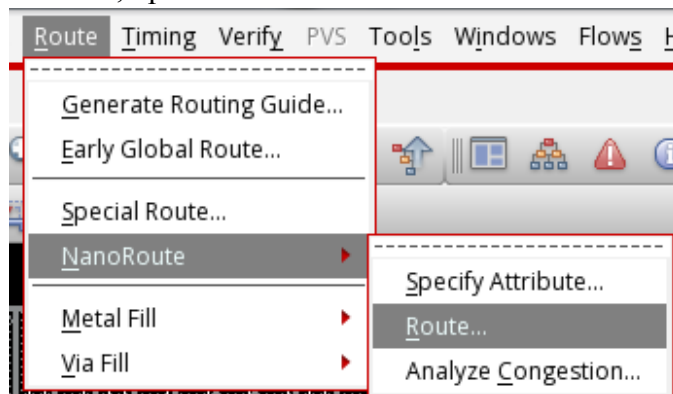 Route Timing Verify PVS Tools Windows Flows
Generate Routing Guide...
Early Global Route...
Special Route...
NanoRoute
Specify Attribute...
Metal Fill
Route...
Via Fill
Analyze Congestion...